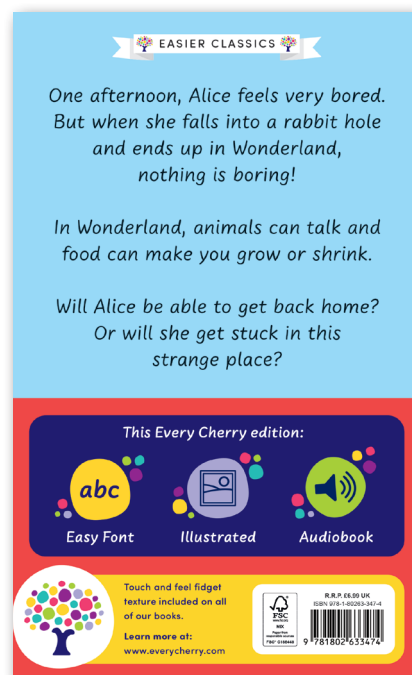 EASIER CLASSICS
One afternoon, Alice feels very bored.
But when she falls into a rabbit hole
and ends up in Wonderland,
nothing is boring!
In Wonderland, animals can talk and
food can make you grow or shrink.
Will Alice be able to get back home?
Or will she get stuck in this
strange place?
This Every Cherry edition:
abc
Easy Font
Illustrated
Audiobook
Touch and feel fidget
texture included on all
of our books.
Learn more at:
www.everycherry.com
FSC
MIX
R.R.P. £6.99 UK
ISBN 978-1-80263-347-4
9 781802 633474